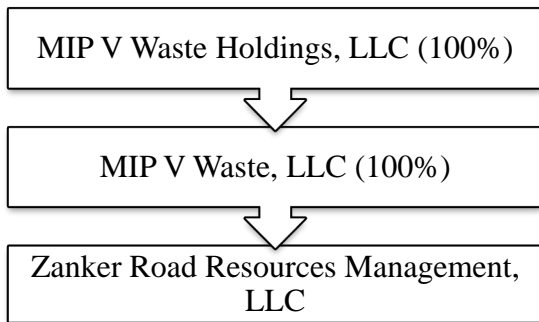 MIP V Waste Holdings, LLC (100%)
MIP V Waste, LLC (100%)
Zanker Road Resources Management,
LLC